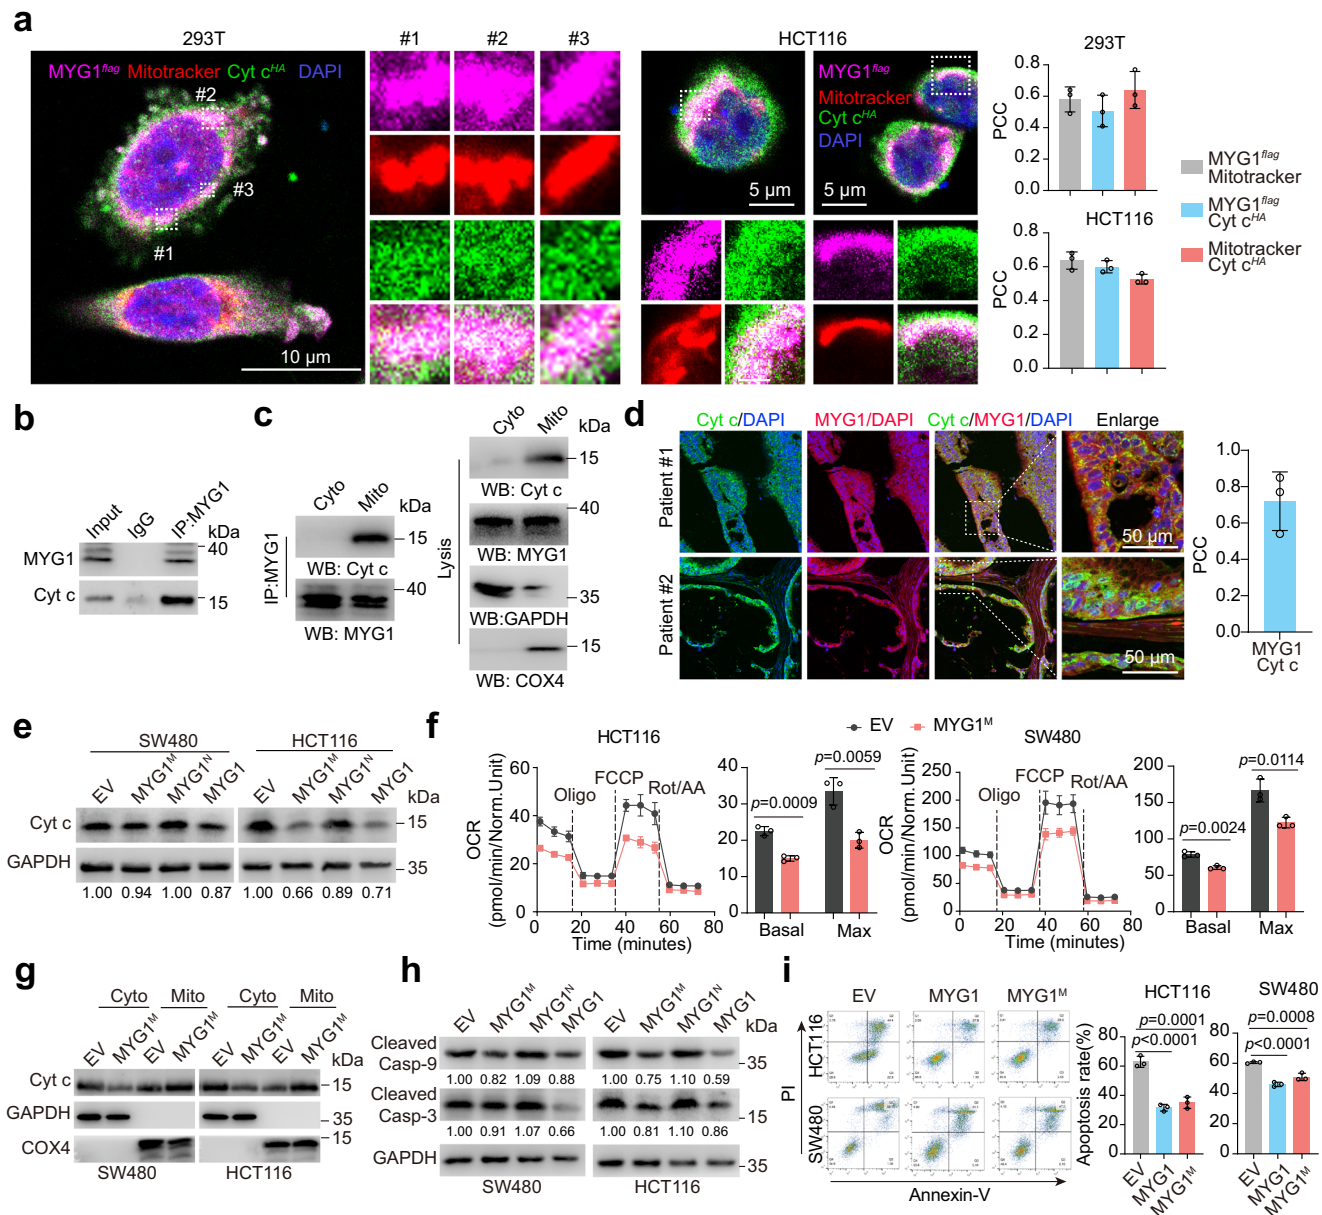 a
293T
MYG1flag Mitotracker Cyt cHA DAPI
#2
#3
#1
10 µm
#1 #2 #3
HCT116
MYG1flag
Mitotracker
Cyt cHA
DAPI
5 µm
5 µm
293T
PCC
0.8
0.6
0.4
0.2
0.0
HCT116
PCC
0.8
0.6
0.4
0.2
0.0
MYG1flag
Mitotracker
MYG1flag
Cyt cHA
Mitotracker
Cyt cHA
b
Input IgG IP:MYG1
kDa
MYG1
40
Cyt c
15
c
Cyto Mito
kDa
IP:MYG1
15
WB: Cyt c
40
WB: MYG1
Lysis
Cyto Mito
kDa
15
WB: Cyt c
40
WB: MYG1
35
WB:GAPDH
15
WB: COX4
d
Cyt c/DAPI MYG1/DAPI Cyt c/MYG1/DAPI Enlarge
Patient #1
50 µm
Patient #2
50 µm
PCC
1.0
0.8
0.6
0.4
0.2
0.0
MYG1
Cyt c
e
SW480 HCT116
EV MYG1M MYG1N MYG1 EV MYG1M MYG1N MYG1
kDa
Cyt c
15
GAPDH
35
1.00 0.94 1.00 0.87 1.00 0.66 0.89 0.71
f
EV MYG1M
HCT116
OCR
(pmol/min/Norm.Unit)
60
40
20
0
Oligo FCCP Rot/AA
0 20 40 60 80
Time (minutes)
40
30
20
10
0
p=0.0009
p=0.0059
Basal Max
SW480
OCR
(pmol/min/Norm.Unit)
250
200
150
100
50
0
Oligo FCCP Rot/AA
0 20 40 60 80
Time (minutes)
200
150
100
50
0
p=0.0024
p=0.0114
Basal Max
g
Cyto Mito Cyto Mito
EV MYG1M EV MYG1M EV MYG1M EV MYG1M
kDa
Cyt c
15
GAPDH
35
COX4
15
SW480 HCT116
h
EV MYG1M MYG1N MYG1 EV MYG1M MYG1N MYG1
kDa
Cleaved
Casp-9
35
1.00 0.82 1.09 0.88 1.00 0.75 1.10 0.59
Cleaved
Casp-3
15
1.00 0.91 1.07 0.66 1.00 0.81 1.10 0.86
GAPDH
35
SW480 HCT116
i
EV MYG1 MYG1M
HCT116
SW480
PI
Annexin-V
HCT116
Apoptosis rate(%)
p=0.0001
p<0.0001
80
60
40
20
0
EV MYG1 MYG1M
SW480
p=0.0008
p<0.0001
80
60
40
20
0
EV MYG1 MYG1M